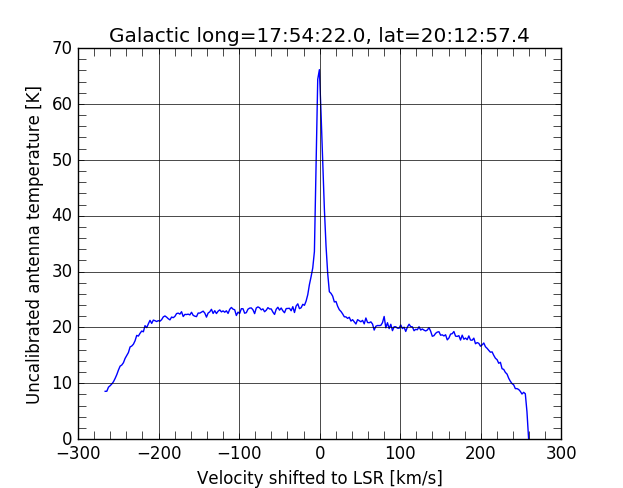 Galactic long=17:54:22.0, lat=20:12:57.4
70
60
50
40
30
20
10
0
Uncalibrated antenna temperature [K]
−300 −200 −100 0 100 200 300
Velocity shifted to LSR [km/s]